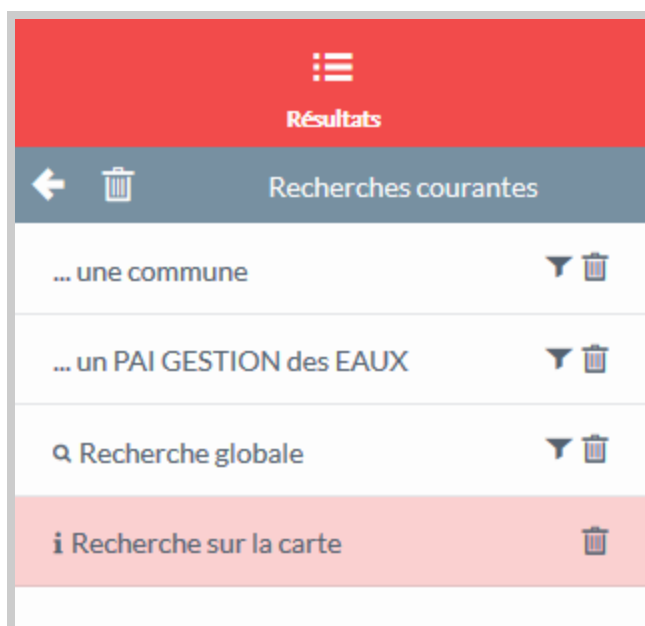 Résultats
Recherches courantes
... une commune
... un PAI GESTION des EAUX
Recherche globale
Recherche sur la carte